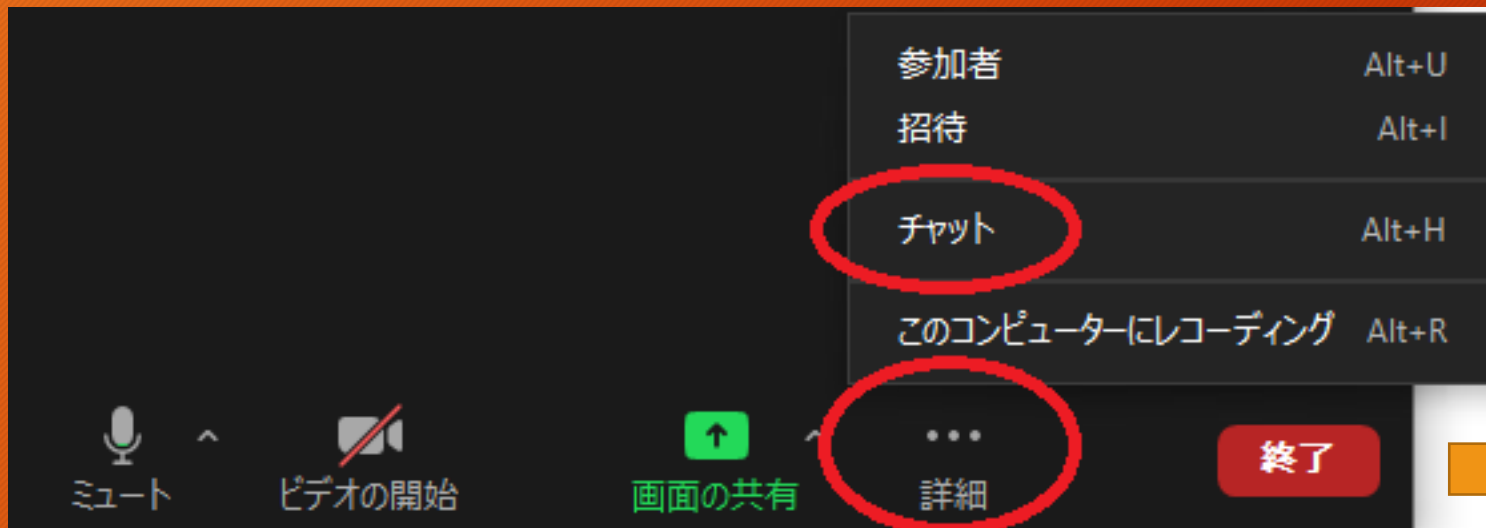 参加者 Alt+U
招待 Alt+I
チャット Alt+H
このコンピューターにレコーディング Alt+R
ミュート ビデオの開始 画面の共有 詳細 終了